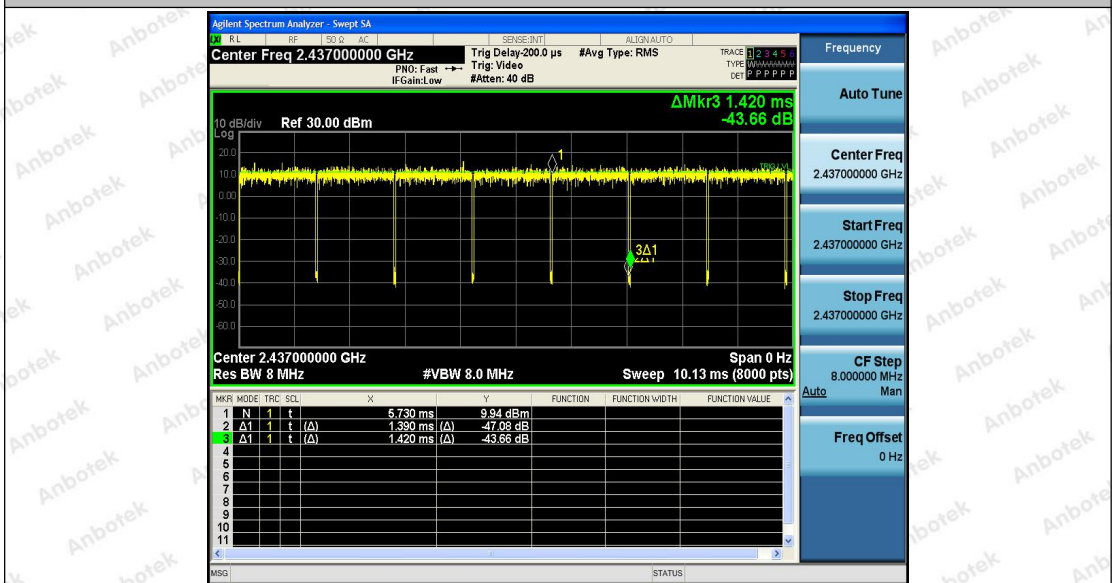 Agilent Spectrum Analyzer - Swept SA
RL RF 50 Ω AC SENSE:INT ALIGNAUTO
Center Freq 2.437000000 GHz
PNO: Fast
IFGain:Low
Trig Delay-200.0 µs
Trig: Video
#Atten: 40 dB
#Avg Type: RMS
TRACE 1 2 3 4 5 6
TYPE WWWWWW
DET P P P P P P
ΔMkr3 1.420 ms
-43.66 dB
10 dB/div Ref 30.00 dBm
Log
20.0
10.0
0.00
-10.0
-20.0
-30.0
-40.0
-50.0
-60.0
1
TRIG LVL
3Δ1
Center 2.437000000 GHz Span 0 Hz
Res BW 8 MHz #VBW 8.0 MHz Sweep 10.13 ms (8000 pts)
MKR MODE TRC SCL X Y FUNCTION FUNCTION WIDTH FUNCTION VALUE
1 N 1 t 5.730 ms 9.94 dBm
2 Δ1 1 t (Δ) 1.390 ms (Δ) -47.08 dB
3 Δ1 1 t (Δ) 1.420 ms (Δ) -43.66 dB
4
5
6
7
8
9
10
11
MSG STATUS
Frequency
Auto Tune
Center Freq
2.437000000 GHz
Start Freq
2.437000000 GHz
Stop Freq
2.437000000 GHz
CF Step
8.000000 MHz
Auto Man
Freq Offset
0 Hz
Anbotek